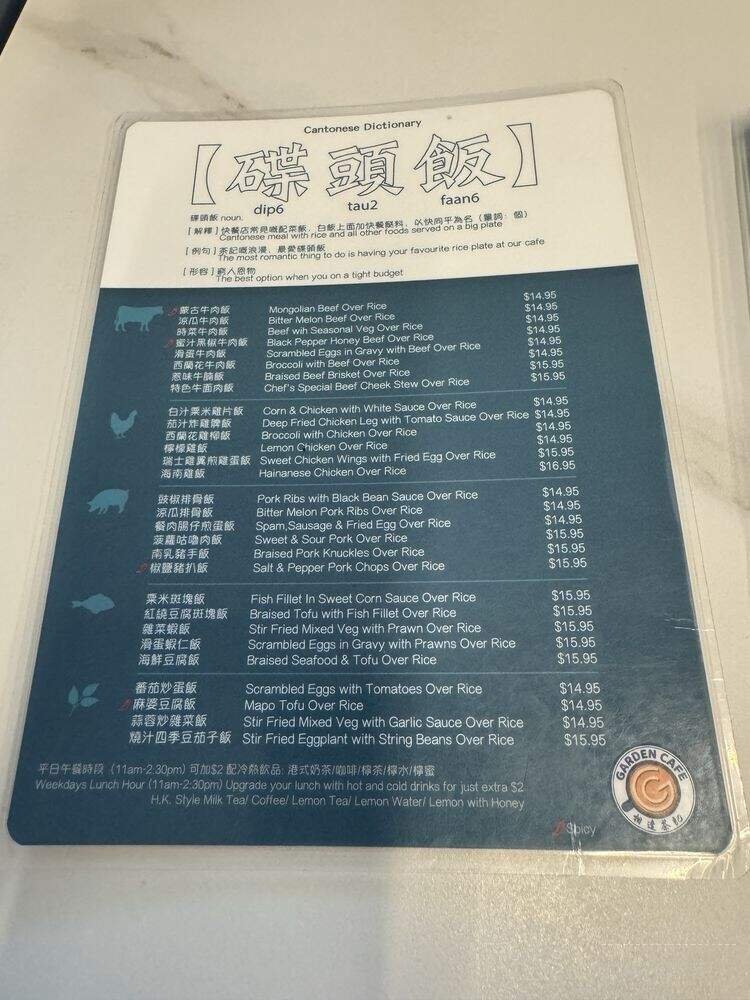 Cantonese Dictionary
【碟頭飯】
dip6 tau2 faan6
碟頭飯 noun.
[解釋] 快餐店常見嘅配菜飯，白飯上面加快餐餸料，以快同平為名（量詞：個）
Cantonese meal with rice and all other foods served on a big plate
[例句] 茶記嘅浪漫，最愛碟頭飯
The most romantic thing to do is having your favourite rice plate at our cafe
[形容] 窮人恩物
The best option when you on a tight budget
蒙古牛肉飯 Mongolian Beef Over Rice $14.95
涼瓜牛肉飯 Bitter Melon Beef Over Rice $14.95
時菜牛肉飯 Beef wih Seasonal Veg Over Rice $14.95
蜜汁黑椒牛肉飯 Black Pepper Honey Beef Over Rice $14.95
滑蛋牛肉飯 Scrambled Eggs in Gravy with Beef Over Rice $14.95
西蘭花牛肉飯 Broccoli with Beef Over Rice $14.95
惹味牛腩飯 Braised Beef Brisket Over Rice $15.95
特色牛面肉飯 Chef's Special Beef Cheek Stew Over Rice $15.95
白汁粟米雞片飯 Corn & Chicken with White Sauce Over Rice $14.95
茄汁炸雞髀飯 Deep Fried Chicken Leg with Tomato Sauce Over Rice $14.95
西蘭花雞柳飯 Broccoli with Chicken Over Rice $14.95
檸檬雞飯 Lemon Chicken Over Rice $14.95
瑞士雞翼煎雞蛋飯 Sweet Chicken Wings with Fried Egg Over Rice $15.95
海南雞飯 Hainanese Chicken Over Rice $16.95
豉椒排骨飯 Pork Ribs with Black Bean Sauce Over Rice $14.95
涼瓜排骨飯 Bitter Melon Pork Ribs Over Rice $14.95
餐肉腸仔煎蛋飯 Spam,Sausage & Fried Egg Over Rice $14.95
菠蘿咕嚕肉飯 Sweet & Sour Pork Over Rice $15.95
南乳豬手飯 Braised Pork Knuckles Over Rice $15.95
椒鹽豬扒飯 Salt & Pepper Pork Chops Over Rice $15.95
粟米斑塊飯 Fish Fillet In Sweet Corn Sauce Over Rice $15.95
紅燒豆腐斑塊飯 Braised Tofu with Fish Fillet Over Rice $15.95
雜菜蝦飯 Stir Fried Mixed Veg with Prawn Over Rice $15.95
滑蛋蝦仁飯 Scrambled Eggs in Gravy with Prawns Over Rice $15.95
海鮮豆腐飯 Braised Seafood & Tofu Over Rice $15.95
蕃茄炒蛋飯 Scrambled Eggs with Tomatoes Over Rice $14.95
麻婆豆腐飯 Mapo Tofu Over Rice $14.95
蒜蓉炒雜菜飯 Stir Fried Mixed Veg with Garlic Sauce Over Rice $14.95
燒汁四季豆茄子飯 Stir Fried Eggplant with String Beans Over Rice $15.95
平日午餐時段 (11am-2.30pm) 可加$2 配冷熱飲品: 港式奶茶/咖啡/檸茶/檸水/檸蜜
Weekdays Lunch Hour (11am-2:30pm) Upgrade your lunch with hot and cold drinks for just extra $2
H.K. Style Milk Tea/ Coffee/ Lemon Tea/ Lemon Water/ Lemon with Honey
Spicy
GARDEN CAFE
相逢茶記